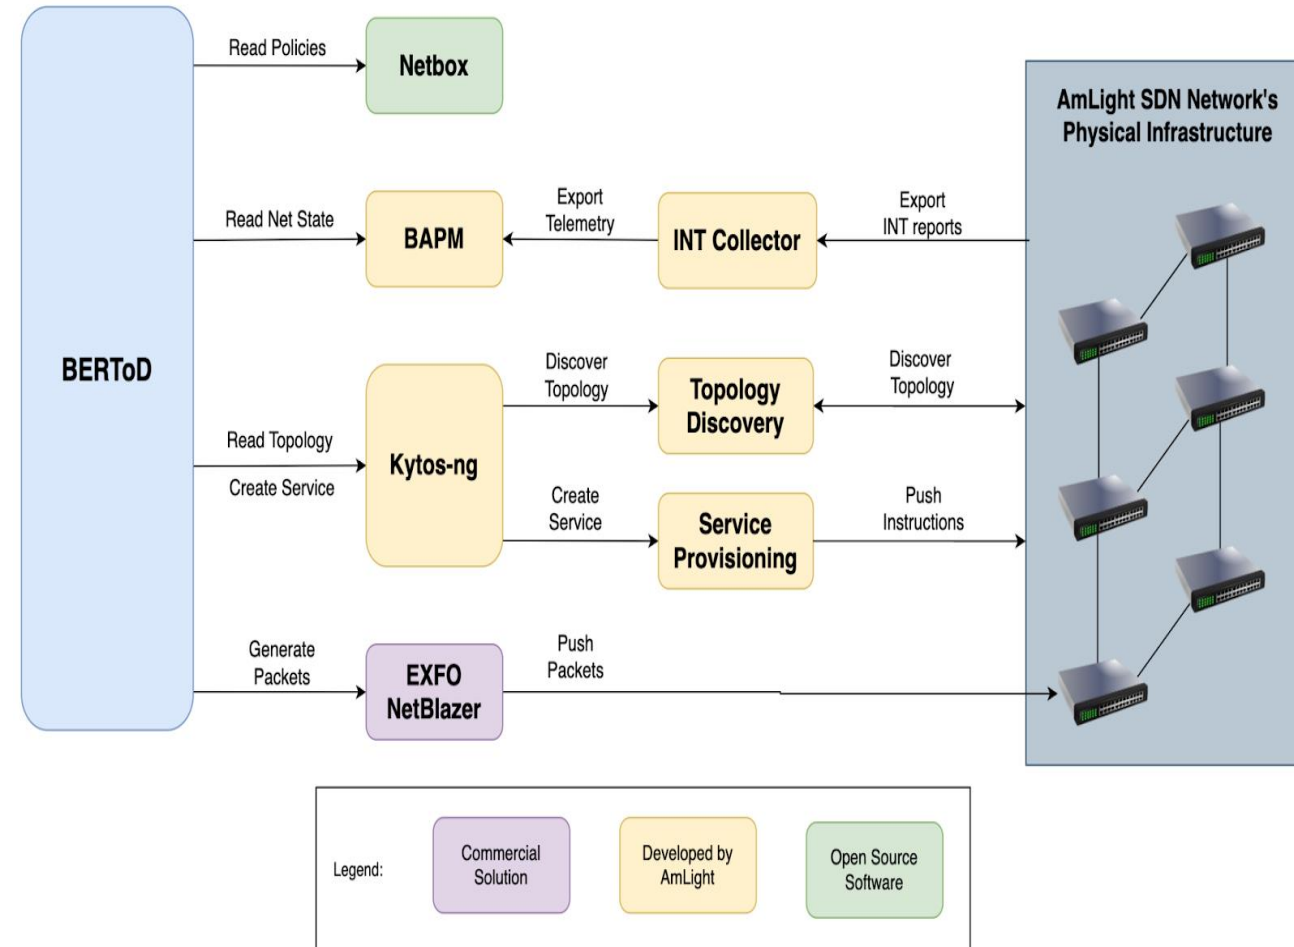 Read Policies
Netbox
AmLight SDN Network's
Physical Infrastructure
Read Net State
BAPM
Export
Telemetry
INT Collector
Export
INT reports
BERToD
Read Topology
Create Service
Kytos-ng
Discover
Topology
Topology
Discovery
Discover
Topology
Create
Service
Service
Provisioning
Push
Instructions
Generate
Packets
EXFO
NetBlazer
Push
Packets
Legend:
Commercial
Solution
Developed by
AmLight
Open Source
Software